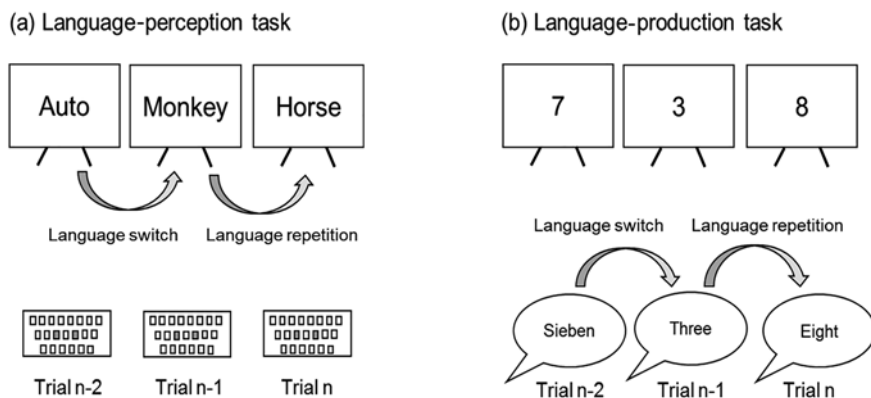 (a) Language-perception task
Auto
Monkey
Horse
Language switch
Language repetition
Trial n-2
Trial n-1
Trial n
(b) Language-production task
7
3
8
Language switch
Language repetition
Sieben
Three
Eight
Trial n-2
Trial n-1
Trial n